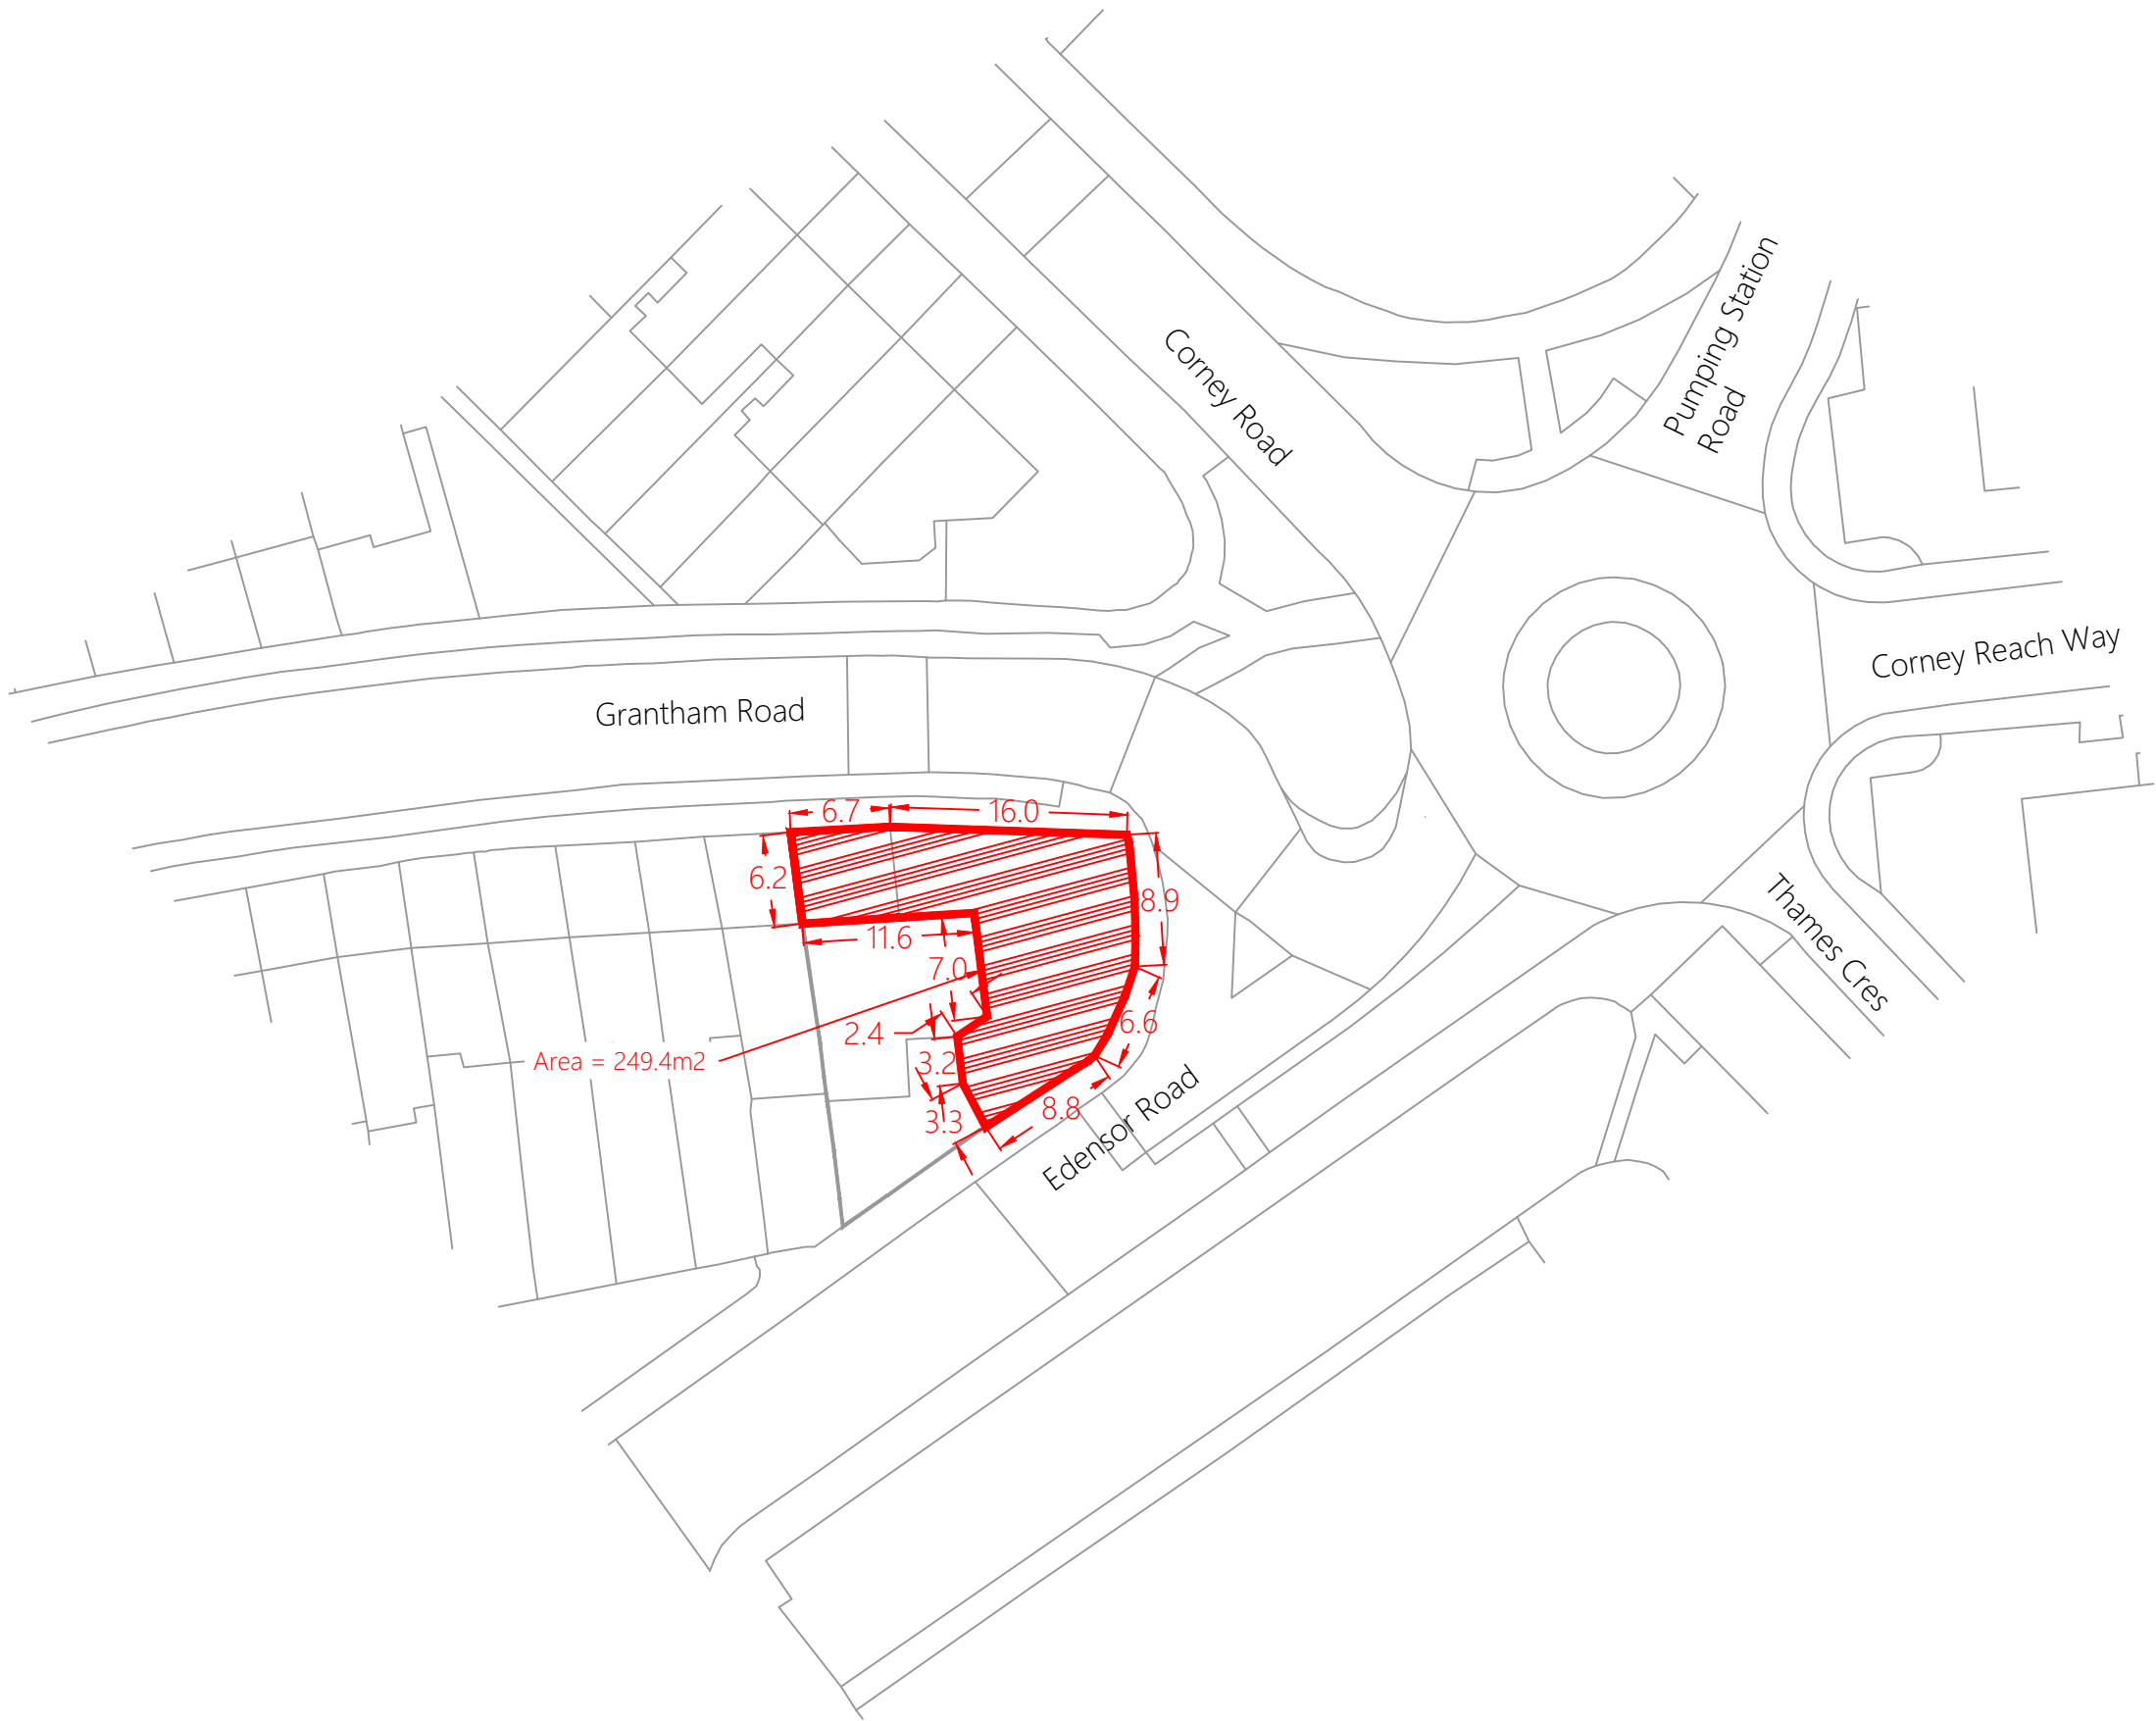 Pumping Station
Road
Corney Road
Corney Reach Way
Grantham Road
6.7
16.0
6.2
8.9
11.6
7.0
Thames Cres
2.4
6.6
Area = 249.4m2
3.2
3.3
8.8
Edensor Road